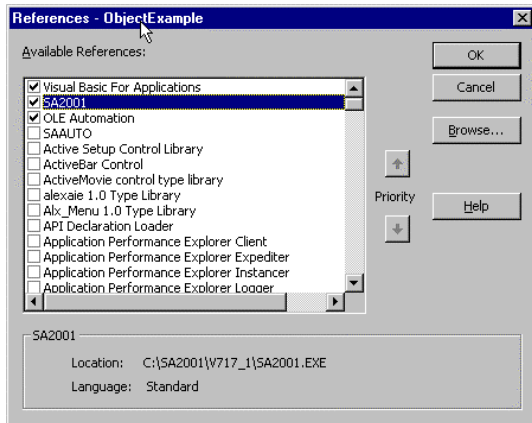 References - ObjectExample
Available References:
Visual Basic For Applications
SA2001
OLE Automation
SAAUTO
Active Setup Control Library
ActiveBar Control
ActiveMovie control type library
alexaie 1.0 Type Library
Alx_Menu 1.0 Type Library
API Declaration Loader
Application Performance Explorer Client
Application Performance Explorer Expediter
Application Performance Explorer Instancer
Application Performance Explorer Logger
OK
Cancel
Browse...
Priority
Help
SA2001
Location: C:\SA2001\V717_1\SA2001.EXE
Language: Standard